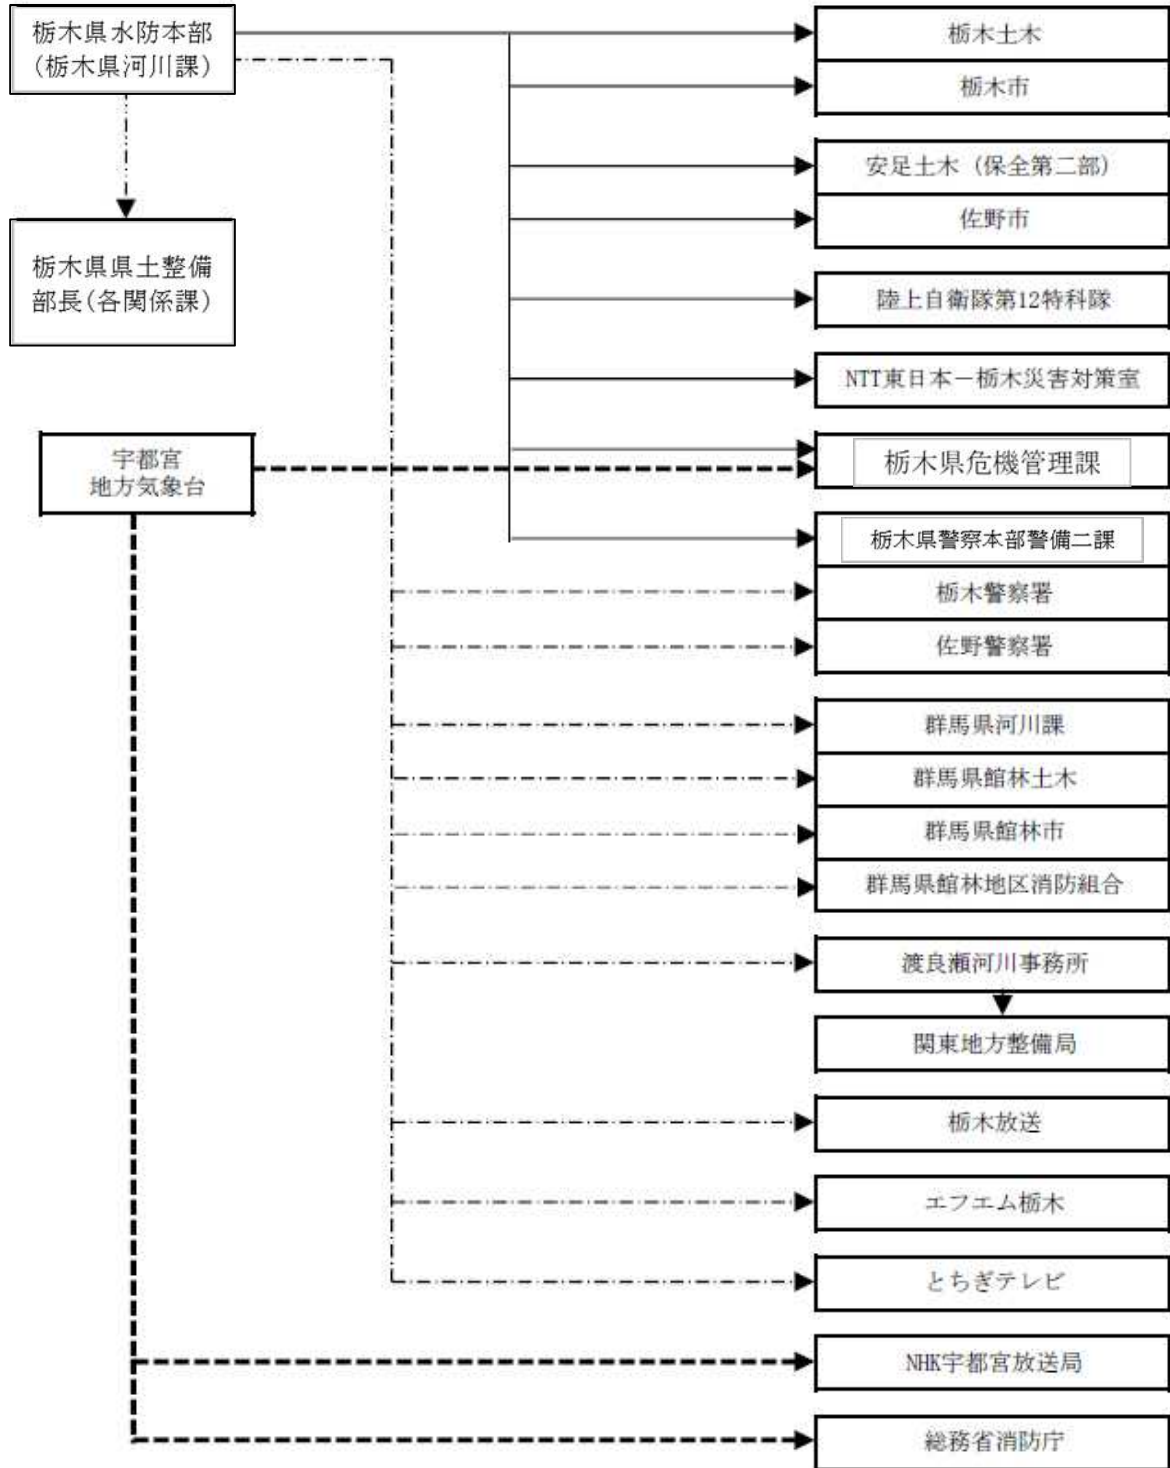 栃木県水防本部
(栃木県河川課)
栃木県県土整備
部長(各関係課)
宇都宮
地方気象台
栃木土木
栃木市
安足土木（保全第二部）
佐野市
陸上自衛隊第12特科隊
NTT東日本－栃木災害対策室
栃木県危機管理課
栃木県警察本部警備二課
栃木警察署
佐野警察署
群馬県河川課
群馬県館林土木
群馬県館林市
群馬県館林地区消防組合
渡良瀬河川事務所
関東地方整備局
栃木放送
エフエム栃木
とちぎテレビ
NHK宇都宮放送局
総務省消防庁